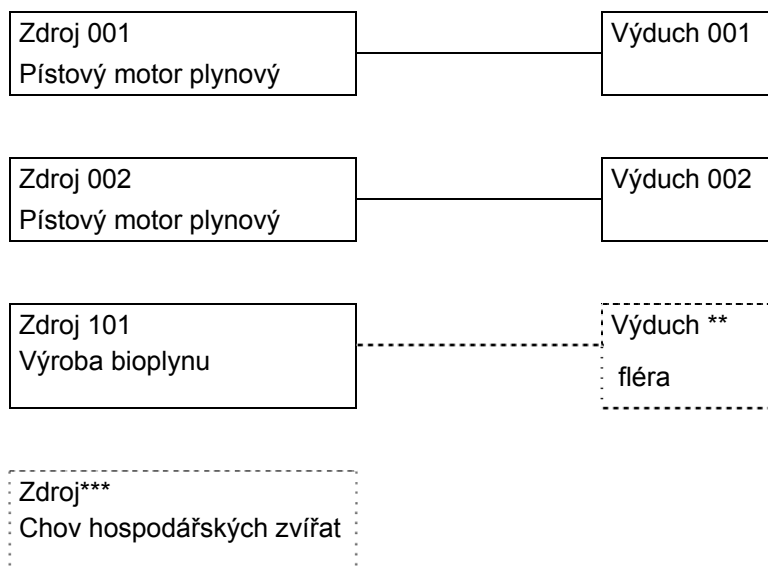 Zdroj 001
Pístový motor plynový
Výduch 001
Zdroj 002
Pístový motor plynový
Výduch 002
Zdroj 101
Výroba bioplynu
Výduch **
fléra
Zdroj***
Chov hospodářských zvířat